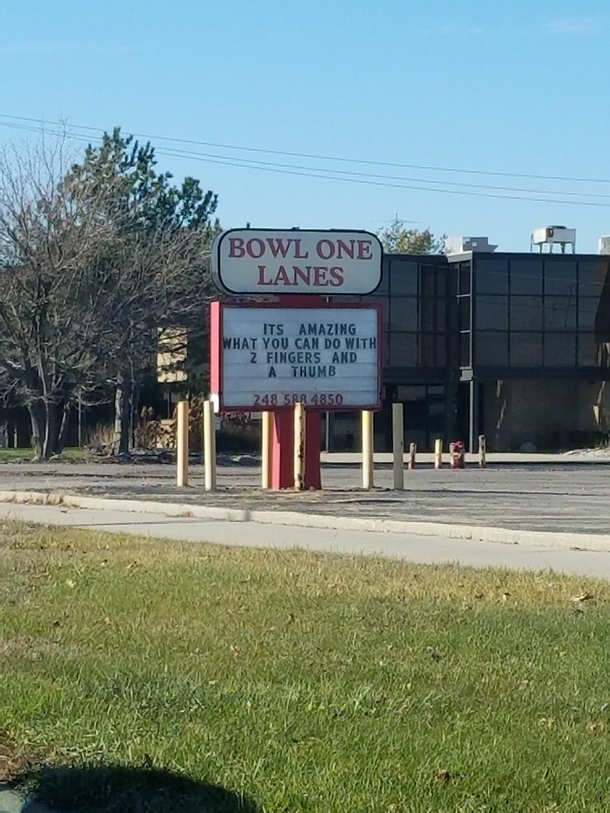 BOWL ONE
LANES
ITS AMAZING
WHAT YOU CAN DO WITH
2 FINGERS AND
A THUMB
248 588 4850